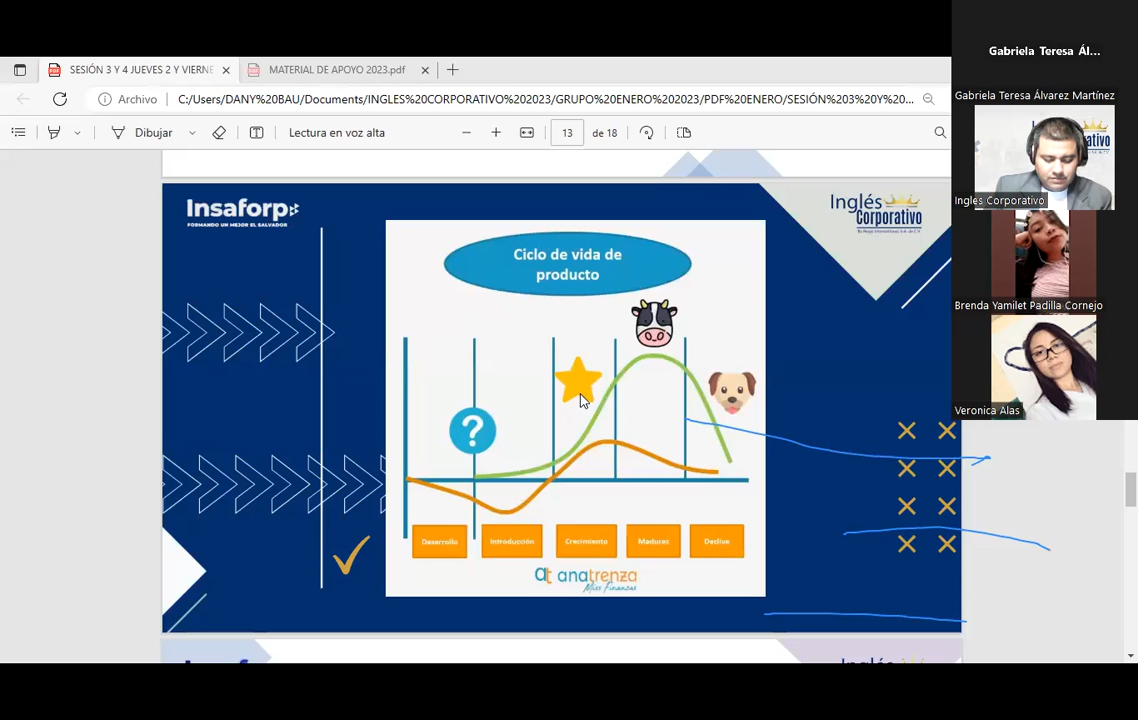 Gabriela Teresa Ál...
SESIÓN 3 Y 4 JUEVES 2 Y VIERNE
MATERIAL DE APOYO 2023.pdf
Gabriela Teresa Álvarez Martínez
Archivo
C:/Users/DANY%20BAU/Documents/INGLES%20CORPORATIVO%202023/GRUPO%20ENERO%202023/PDF%20ENERO/SESIÓN%203%20Y%20...
Dibujar
Lectura en voz alta
13
de 18
Insaforp
FORMANDO UN MEJOR EL SALVADOR
Inglés
Corporativo
Ingles Corporativo
Ciclo de vida de
producto
Brenda Yamilet Padilla Cornejo
?
Veronica Alas
Desarrollo
Introducción
Crecimiento
Madurez
Declive
at anatrenza
Miss Finanzas